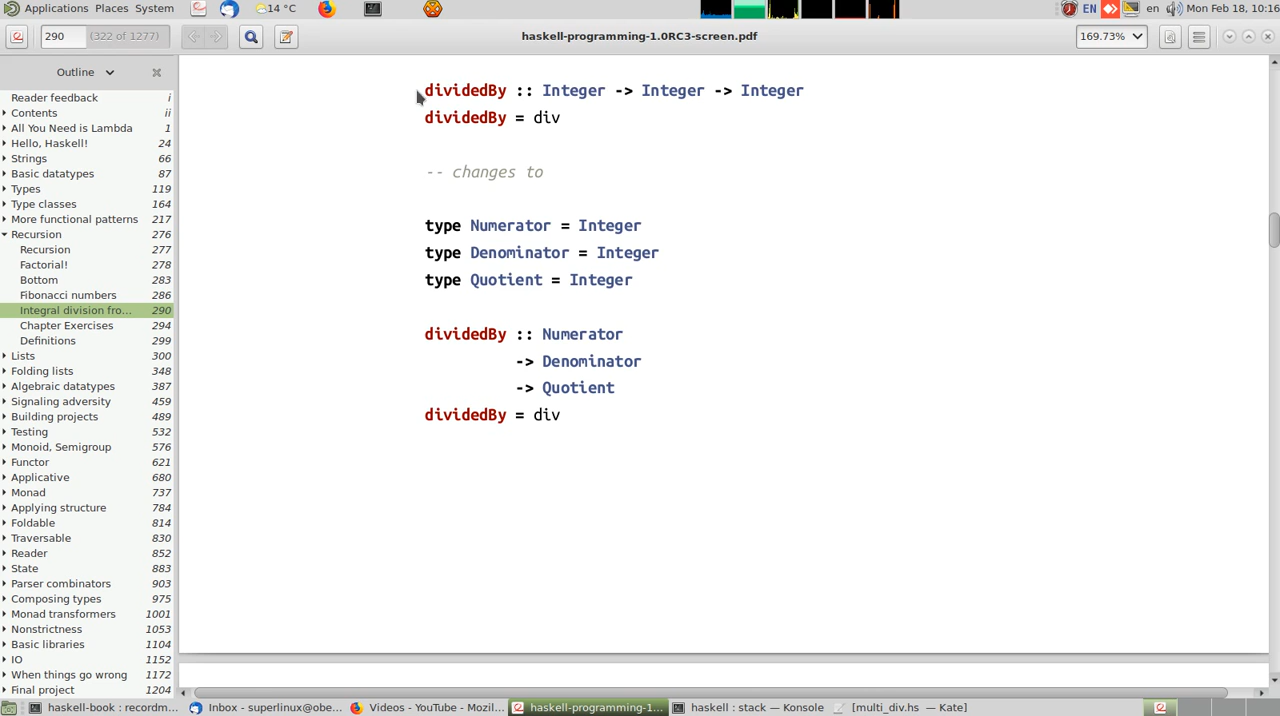 Applications Places System 14 °C EN en Mon Feb 18, 10:16
290 (322 of 1277) haskell-programming-1.0RC3-screen.pdf 169.73%
Outline
Reader feedback i
Contents ii
All You Need is Lambda 1
Hello, Haskell! 24
Strings 66
Basic datatypes 87
Types 119
Type classes 164
More functional patterns 217
Recursion 276
Recursion 277
Factorial! 278
Bottom 283
Fibonacci numbers 286
Integral division fro... 290
Chapter Exercises 294
Definitions 299
Lists 300
Folding lists 348
Algebraic datatypes 387
Signaling adversity 459
Building projects 489
Testing 532
Monoid, Semigroup 576
Functor 621
Applicative 680
Monad 737
Applying structure 784
Foldable 814
Traversable 830
Reader 852
State 883
Parser combinators 903
Composing types 975
Monad transformers 1001
Nonstrictness 1053
Basic libraries 1104
IO 1152
When things go wrong 1172
Final project 1204
dividedBy :: Integer -> Integer -> Integer
dividedBy = div
-- changes to
type Numerator = Integer
type Denominator = Integer
type Quotient = Integer
dividedBy :: Numerator
-> Denominator
-> Quotient
dividedBy = div
haskell-book : recordm... Inbox - superlinux@obe... Videos - YouTube - Mozil... haskell-programming-1.0... haskell : stack — Konsole [multi_div.hs — Kate]